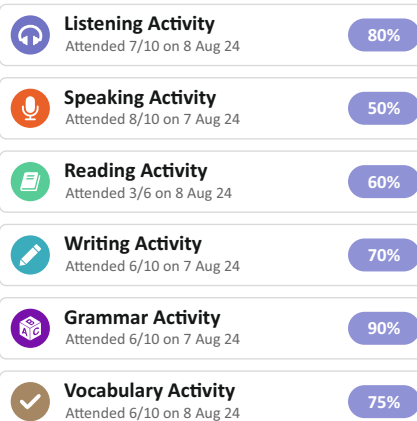 Listening Activity
Attended 7/10 on 8 Aug 24
80%
Speaking Activity
Attended 8/10 on 7 Aug 24
50%
Reading Activity
Attended 3/6 on 8 Aug 24
60%
Writing Activity
Attended 6/10 on 7 Aug 24
70%
Grammar Activity
Attended 6/10 on 7 Aug 24
90%
Vocabulary Activity
Attended 6/10 on 8 Aug 24
75%